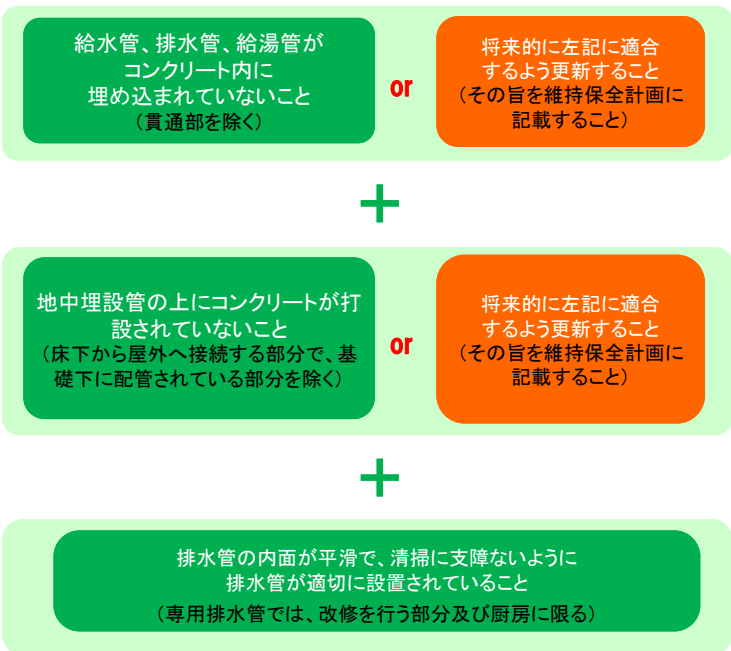 給水管、排水管、給湯管が
コンクリート内に
埋め込まれていないこと
（貫通部を除く）
or
将来的に左記に適合
するよう更新すること
（その旨を維持保全計画に
記載すること）
＋
地中埋設管の上にコンクリートが打
設されていないこと
（床下から屋外へ接続する部分で、基
礎下に配管されている部分を除く）
or
将来的に左記に適合
するよう更新すること
（その旨を維持保全計画に
記載すること）
＋
排水管の内面が平滑で、清掃に支障ないように
排水管が適切に設置されていること
（専用排水管では、改修を行う部分及び厨房に限る）